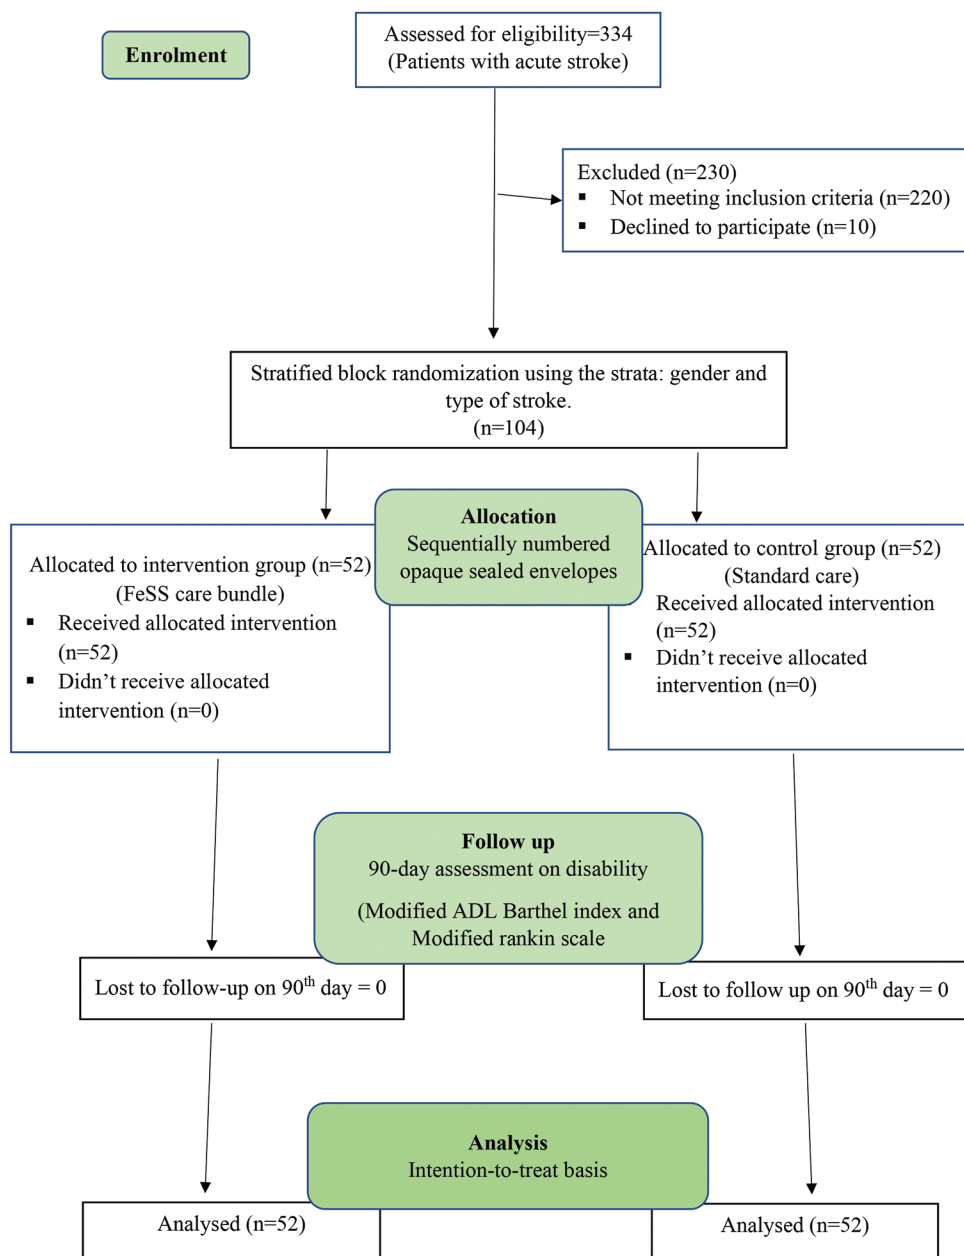 Enrolment
Assessed for eligibility=334
(Patients with acute stroke)
Excluded (n=230)
▪ Not meeting inclusion criteria (n=220)
▪ Declined to participate (n=10)
Stratified block randomization using the strata: gender and
type of stroke.
(n=104)
Allocation
Sequentially numbered
opaque sealed envelopes
Allocated to intervention group (n=52)
(FeSS care bundle)
▪ Received allocated intervention
(n=52)
▪ Didn’t receive allocated
intervention (n=0)
Allocated to control group (n=52)
(Standard care)
Received allocated intervention
(n=52)
▪ Didn’t receive allocated
intervention (n=0)
Follow up
90-day assessment on disability
(Modified ADL Barthel index and
Modified rankin scale
Lost to follow-up on 90th day = 0
Lost to follow up on 90th day = 0
Analysis
Intention-to-treat basis
Analysed (n=52)
Analysed (n=52)